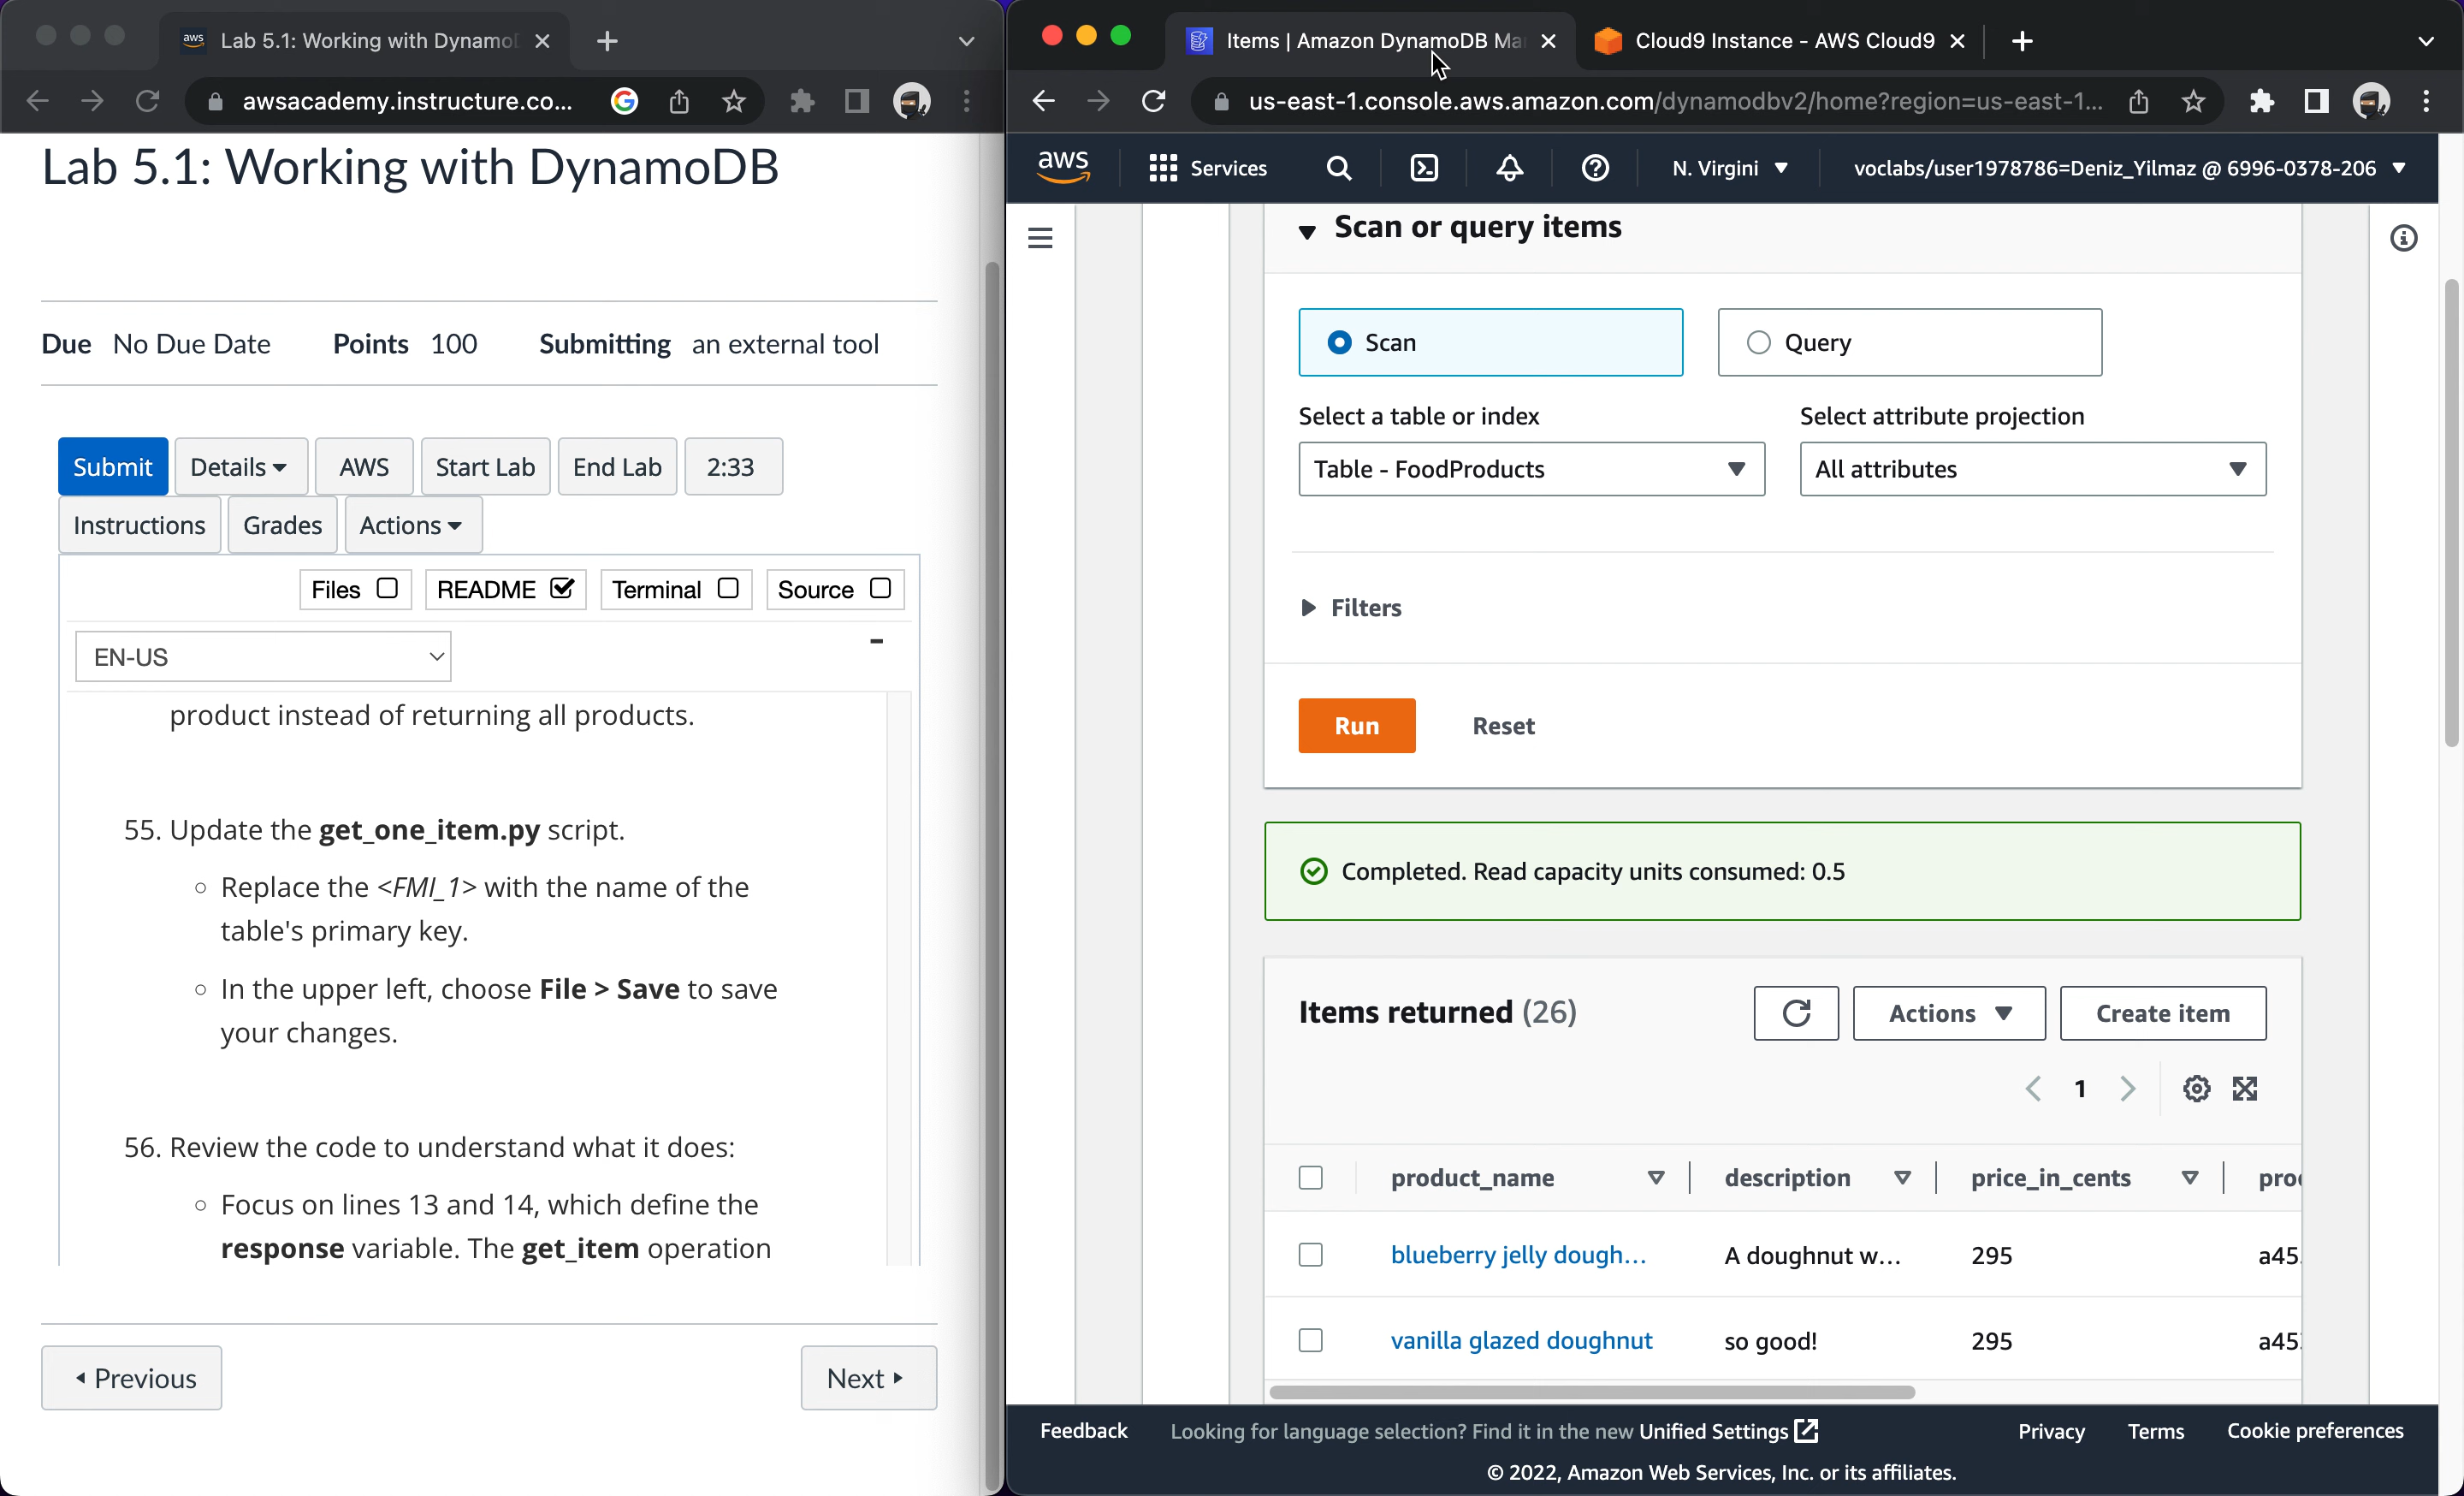 Lab 5.1: Working with Dynamo
awsacademy.instructure.co...
Lab 5.1: Working with DynamoDB
Due No Due Date Points 100 Submitting an external tool
Submit Details AWS Start Lab End Lab 2:33
Instructions Grades Actions
Files README Terminal Source
EN-US
product instead of returning all products.
55. Update the get_one_item.py script.
Replace the <FMI_1> with the name of the
table's primary key.
In the upper left, choose File > Save to save
your changes.
56. Review the code to understand what it does:
Focus on lines 13 and 14, which define the
response variable. The get_item operation
Previous Next
Items | Amazon DynamoDB Ma Cloud9 Instance - AWS Cloud9
us-east-1.console.aws.amazon.com/dynamodbv2/home?region=us-east-1...
aws Services N. Virgini voclabs/user1978786=Deniz_Yilmaz @ 6996-0378-206
Scan or query items
Scan Query
Select a table or index Select attribute projection
Table - FoodProducts All attributes
Filters
Run Reset
Completed. Read capacity units consumed: 0.5
Items returned (26) Actions Create item
1
product_name description price_in_cents pro
blueberry jelly dough... A doughnut w... 295 a45
vanilla glazed doughnut so good! 295 a45
Feedback Looking for language selection? Find it in the new Unified Settings Privacy Terms Cookie preferences
© 2022, Amazon Web Services, Inc. or its affiliates.